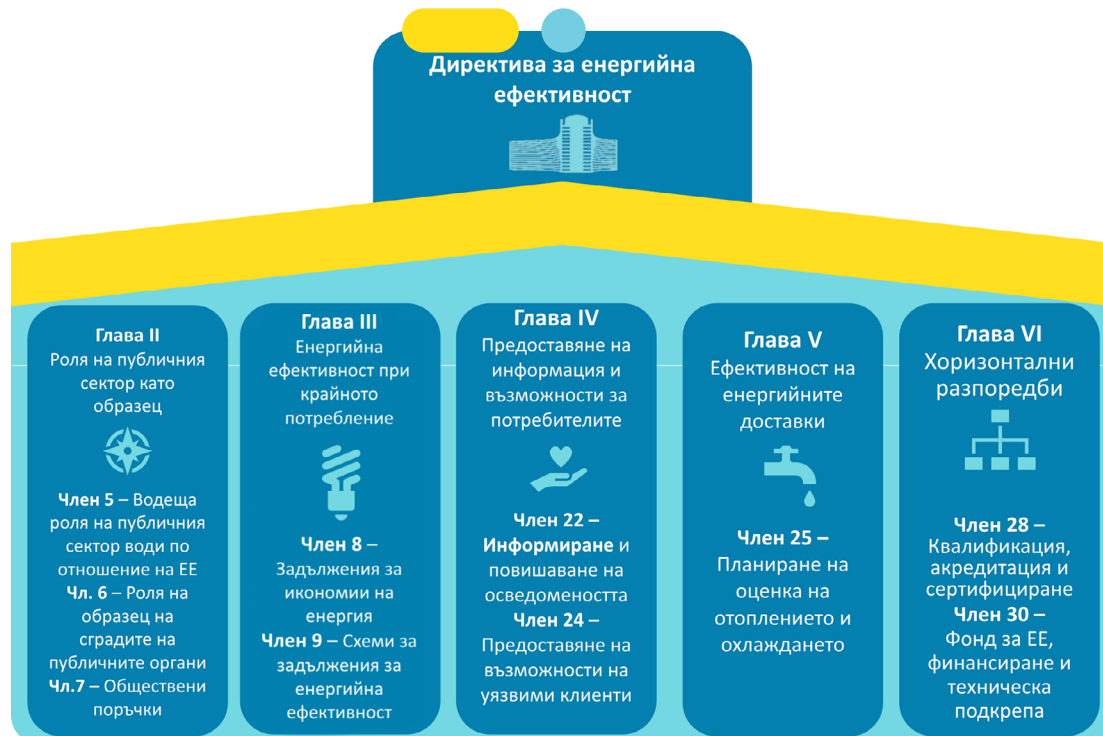 Директива за енергийна
ефективност
Глава II
Роля на публичния
сектор като
образец
Член 5 – Водеща
роля на публичния
сектор води по
отношение на ЕЕ
Чл. 6 – Роля на
образец на
сградите на
публичните органи
Чл.7 – Обществени
поръчки
Глава III
Енергийна
ефективност при
крайното
потребление
Член 8 –
Задължения за
икономии на
енергия
Член 9 – Схеми за
задължения за
енергийна
ефективност
Глава IV
Предоставяне на
информация и
възможности за
потребителите
Член 22 –
Информиране и
повишаване на
осведомеността
Член 24 –
Предоставяне на
възможности на
уязвими клиенти
Глава V
Ефективност на
енергийните
доставки
Член 25 –
Планиране на
оценка на
отоплението и
охлаждането
Глава VI
Хоризонтални
разпоредби
Член 28 –
Квалификация,
акредитация и
сертифициране
Член 30 –
Фонд за ЕЕ,
финансиране и
техническа
подкрепа